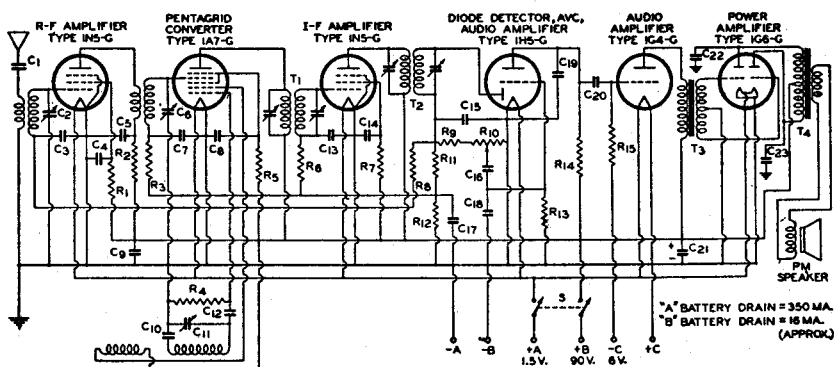 R-F AMPLIFIER
TYPE 1N5-G
PENTAGRID
CONVERTER
TYPE 1A7-G
I-F AMPLIFIER
TYPE 1N5-G
DIODE DETECTOR, AVC,
AUDIO AMPLIFIER
TYPE 1H5-G
AUDIO
AMPLIFIER
TYPE 1G4-G
POWER
AMPLIFIER
TYPE 1G6-G
C1
C2
C3
C4
C5
R1
R2
C9
C6
R3
C7
C8
R5
T1
R6
C13
C14
R7
T2
C15
R8
R9
R10
R11
R12
C16
C17
C18
R13
C19
C20
R14
R15
C22
T3
T4
C23
C21
+
-
PM
SPEAKER
R4
C10
C11
C12
S
-A
-B
+A
1.5 V.
+B
90 V.
-C
6 V.
+C
"A" BATTERY DRAIN = 350 MA.
"B" BATTERY DRAIN = 16 MA.
(APPROX.)